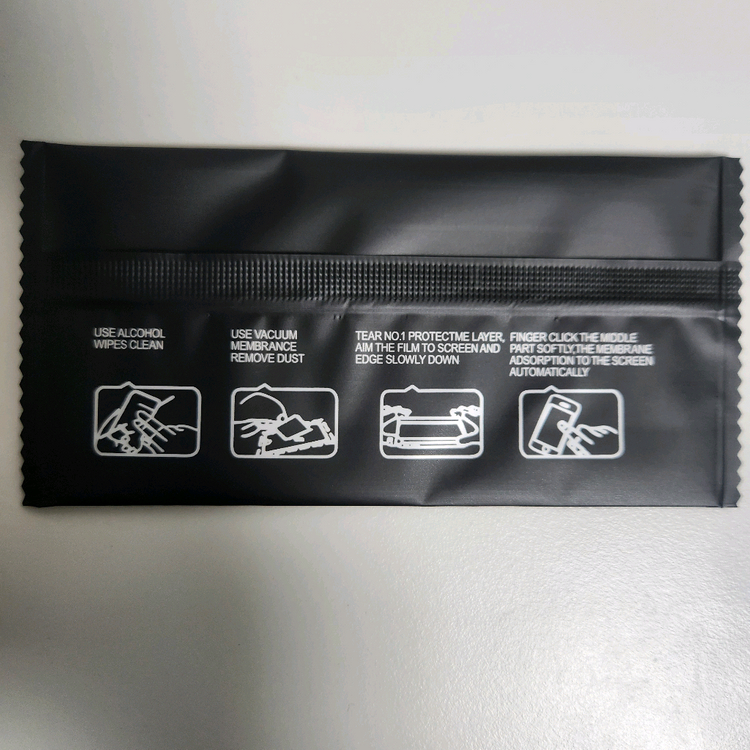 USE ALCOHOL
WIPES CLEAN
USE VACUUM
MEMBRANCE
REMOVE DUST
TEAR NO.1 PROTECTME LAYER,
AIM THE FILM TO SCREEN AND
EDGE SLOWLY DOWN
FINGER CLICK THE MIDDLE
PART SOFTLY,THE MEMBRANE
ADSORPTION TO THE SCREEN
AUTOMATICALLY